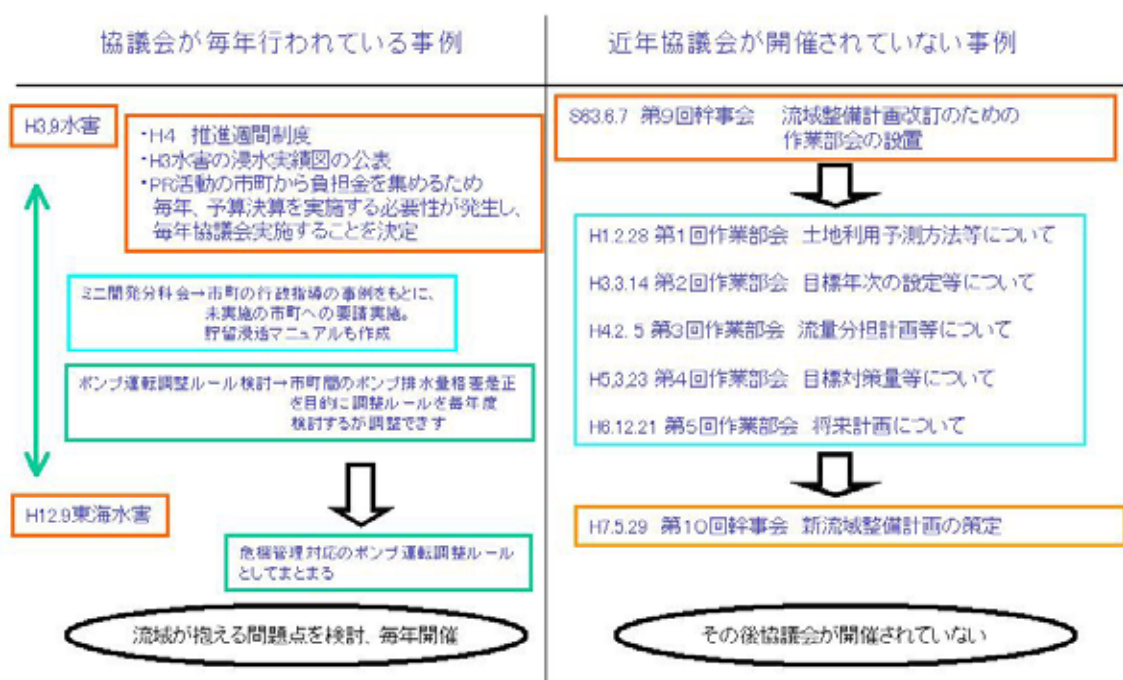 協議会が毎年行われている事例
H3.9水害
・H4 推進週間制度
・H3水害の浸水実績図の公表
・PR活動の市町から負担金を集めるため
毎年、予算決算を実施する必要性が発生し、
毎年協議会実施することを決定
ミニ開発分科会→市町の行政指導の事例をもとに、
未実施の市町への要請実施。
貯留浸透マニュアルも作成
ポンプ運転調整ルール検討→市町間のポンプ排水量格差是正
を目的に調整ルールを毎年度
検討するが調整できず
H12.9東海水害
危機管理対応のポンプ運転調整ルール
としてまとまる
流域が抱える問題点を検討、毎年開催
近年協議会が開催されていない事例
S63.6.7 第9回幹事会 流域整備計画改訂のための
作業部会の設置
H1.2.28 第1回作業部会 土地利用予測方法等について
H3.3.14 第2回作業部会 目標年次の設定等について
H4.2.5 第3回作業部会 流量分担計画等について
H5.3.23 第4回作業部会 目標対策量等について
H6.12.21 第5回作業部会 将来計画について
H7.5.29 第10回幹事会 新流域整備計画の策定
その後協議会が開催されていない